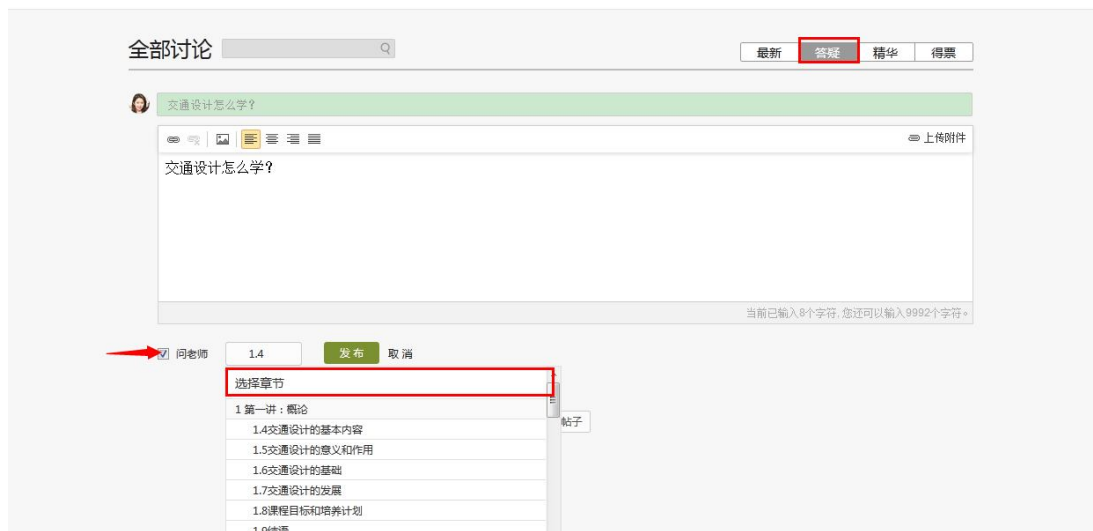 全部讨论
最新 答疑 精华 得票
交通设计怎么学?
上传附件
交通设计怎么学?
当前已输入8个字符, 您还可以输入9992个字符。
问老师 1.4 发布 取消
选择章节
1 第一讲：概论
帖子
1.4交通设计的基本内容
1.5交通设计的意义和作用
1.6交通设计的基础
1.7交通设计的发展
1.8课程目标和培养计划
1.9结语